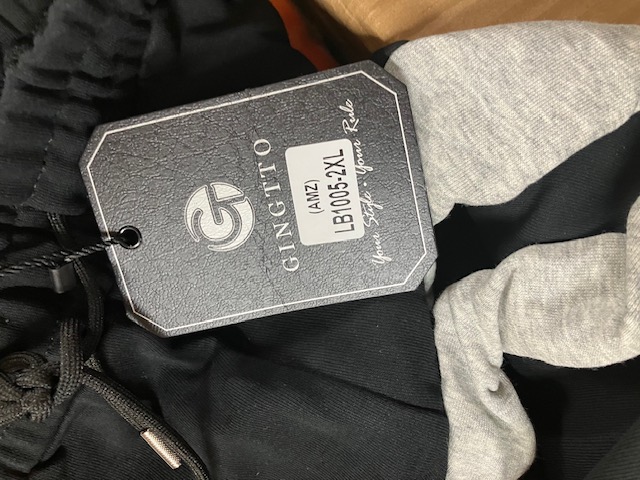 GINGTTO
(AMZ)
LB1005-2XL
Your Style · Your Rule